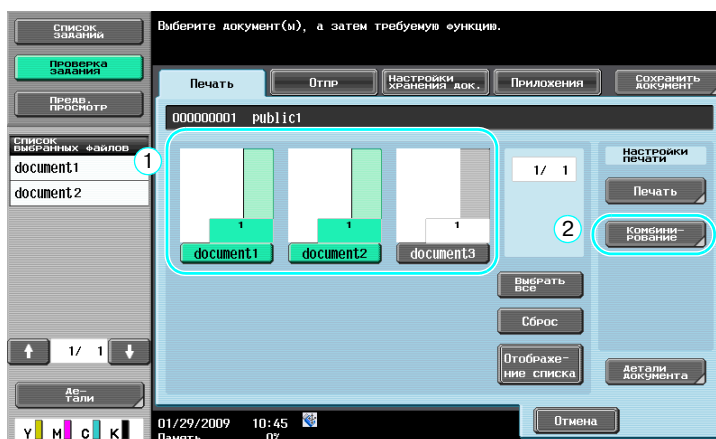 Список
заданий
Выберите документ(ы), а затем требуемую функцию.
Проверка
задания
Предв.
просмотр
Печать
Отпр
Настройки
хранения док.
Приложения
Сохранить
документ
000000001 public1
Список
выбранных файлов
document1
document2
1
1
document1
1
document2
1
document3
1/ 1
Настройки
печати
Печать
2
Комбини-
рование
Выбрать
все
Сброс
Отображе-
ние списка
Детали
документа
1/ 1
Де-
тали
Отмена
01/29/2009 10:45
Память 0%
Y M C K